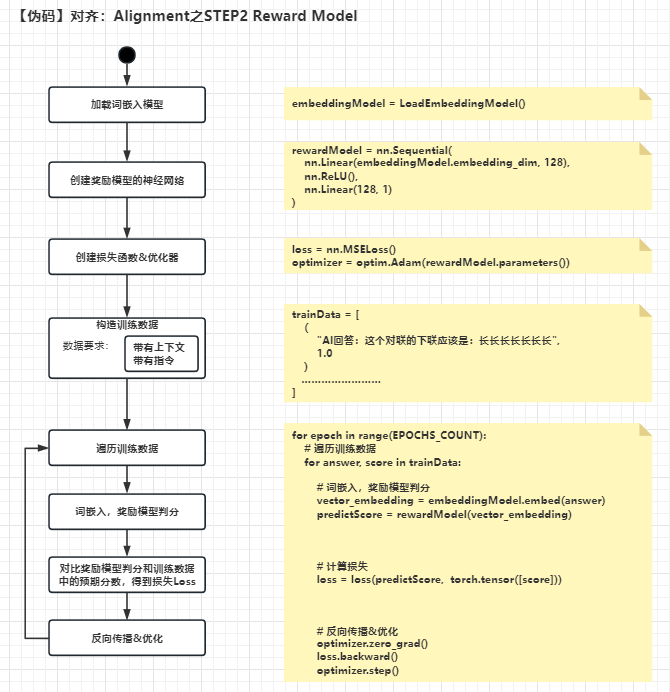 【伪码】对齐：Alignment之STEP2 Reward Model
加载词嵌入模型
embeddingModel = LoadEmbeddingModel()
创建奖励模型的神经网络
rewardModel = nn.Sequential(
nn.Linear(embeddingModel.embedding_dim, 128),
nn.ReLU(),
nn.Linear(128, 1)
)
创建损失函数&优化器
loss = nn.MSELoss()
optimizer = optim.Adam(rewardModel.parameters())
构造训练数据
数据要求：
带有上下文
带有指令
trainData = [
(
"AI回答：这个对联的下联应该是：长长长长长长长",
1.0
)
……………………
]
遍历训练数据
词嵌入，奖励模型判分
对比奖励模型判分和训练数据
中的预期分数，得到损失Loss
反向传播&优化
for epoch in range(EPOCHS_COUNT):
# 遍历训练数据
for answer, score in trainData:
# 词嵌入，奖励模型判分
vector_embedding = embeddingModel.embed(answer)
predictScore = rewardModel(vector_embedding)
# 计算损失
loss = loss(predictScore, torch.tensor([score]))
# 反向传播&优化
optimizer.zero_grad()
loss.backward()
optimizer.step()